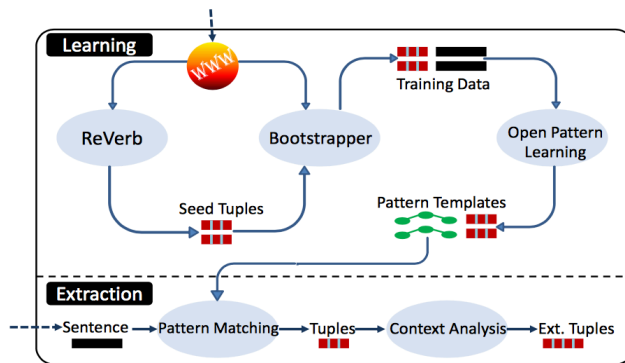 Learning
WWW
Training Data
ReVerb
Bootstrapper
Open Pattern
Learning
Seed Tuples
Pattern Templates
Extraction
Sentence
Pattern Matching
Tuples
Context Analysis
Ext. Tuples